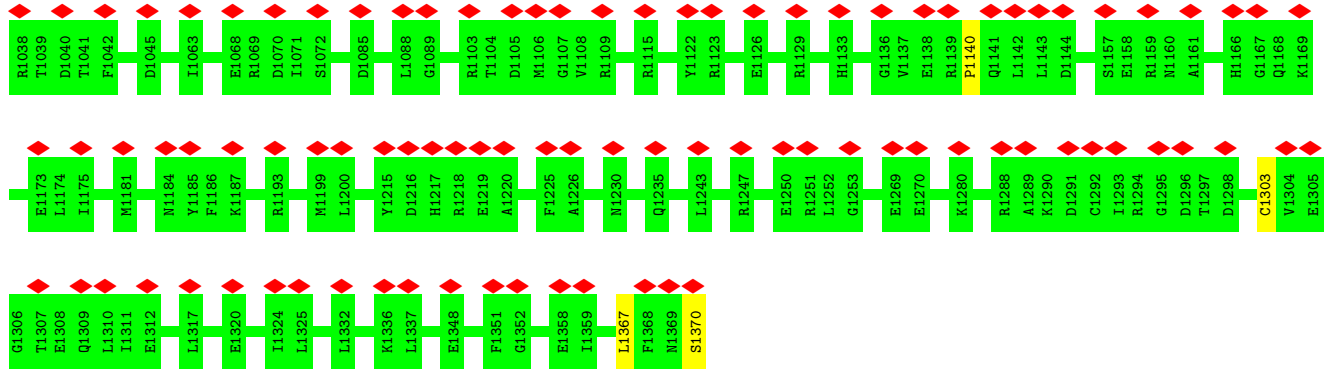 R1038 T1039 D1040 T1041 F1042 D1045 I1063 E1068 R1069 D1070 I1071 S1072 D1085 L1088 G1089 R1103 T1104 D1105 M1106 G1107 V1108 R1109 R1115 Y1122 R1123 E1126 R1129 H1133 G1136 V1137 E1138 R1139 P1140 Q1141 L1142 L1143 D1144 S1157 E1158 R1159 N1160 A1161 H1166 G1167 Q1168 K1169
E1173 L1174 I1175 M1181 N1184 Y1185 F1186 K1187 R1193 M1199 L1200 Y1215 D1216 H1217 R1218 E1219 A1220 F1225 A1226 N1230 Q1235 L1243 R1247 E1250 R1251 L1252 G1253 E1269 E1270 K1280 R1288 A1289 K1290 D1291 C1292 I1293 R1294 G1295 D1296 T1297 D1298 C1303 V1304 E1305
G1306 T1307 E1308 Q1309 L1310 I1311 E1312 L1317 E1320 I1324 L1325 L1332 K1336 L1337 E1348 F1351 G1352 E1358 I1359 L1367 F1368 N1369 S1370